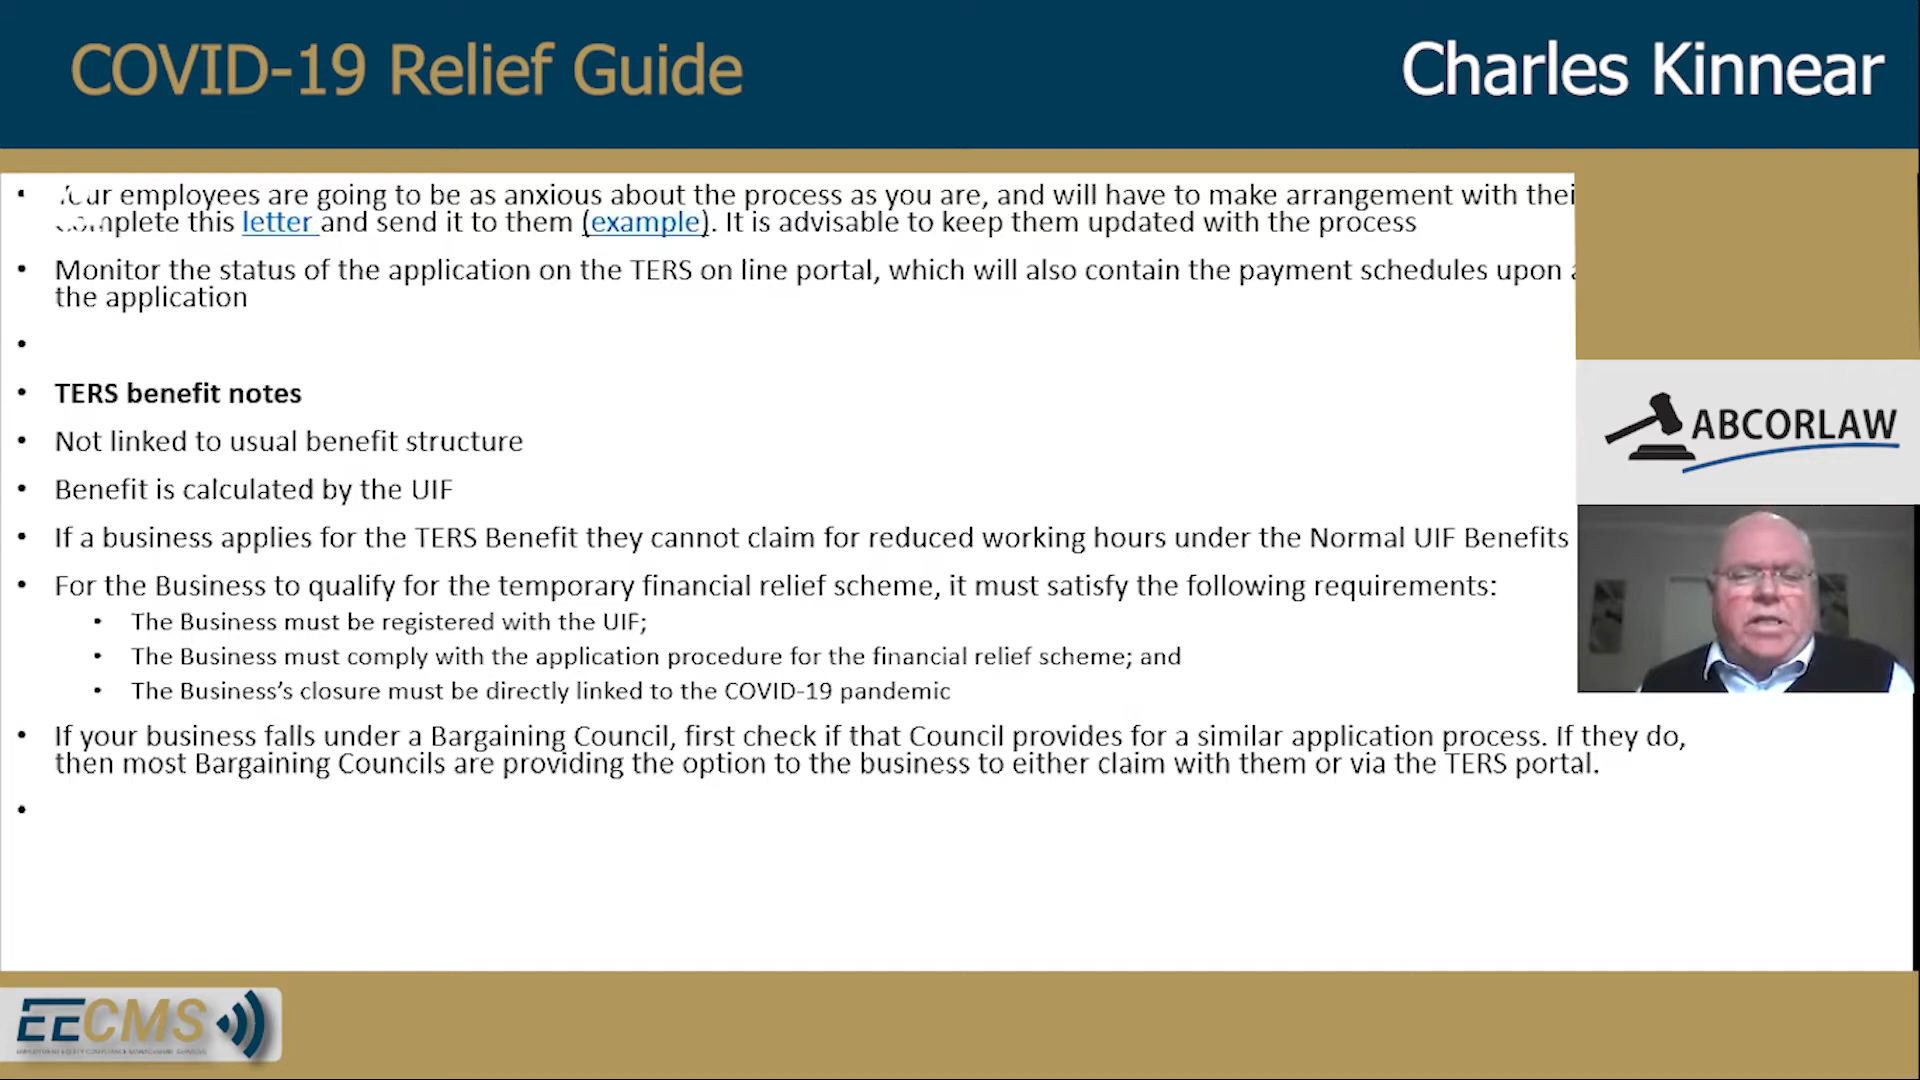 COVID-19 Relief Guide
Charles Kinnear
employees are going to be as anxious about the process as you are, and will have to make arrangement with
this letter and send it to them (example). It is advisable to keep them updated with the process
Monitor the status of the application on the TERS on line portal, which will also contain the payment schedules upon
the application
TERS benefit notes
Not linked to usual benefit structure
Benefit is calculated by the UIF
If a business applies for the TERS Benefit they cannot claim for reduced working hours under the Normal UIF Benefits
For the Business to qualify for the temporary financial relief scheme, it must satisfy the following requirements:
The Business must be registered with the UIF;
The Business must comply with the application procedure for the financial relief scheme; and
The Business's closure must be directly linked to the COVID-19 pandemic
If your business falls under a Bargaining Council, first check if that Council provides for a similar application process. If they do,
then most Bargaining Councils are providing the option to the business to either claim with them or via the TERS portal.
ABCORLAW
EECMS